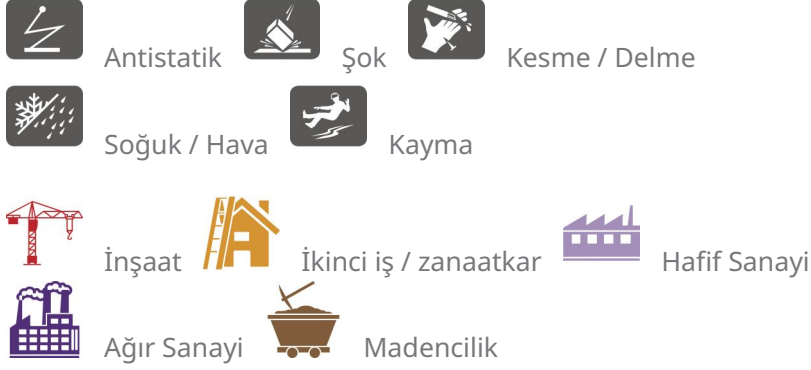 Antistatik Şok Kesme / Delme
Soğuk / Hava Kayma
İnşaat İkinci iş / zanaatkar Hafif Sanayi
Ağır Sanayi Madencilik